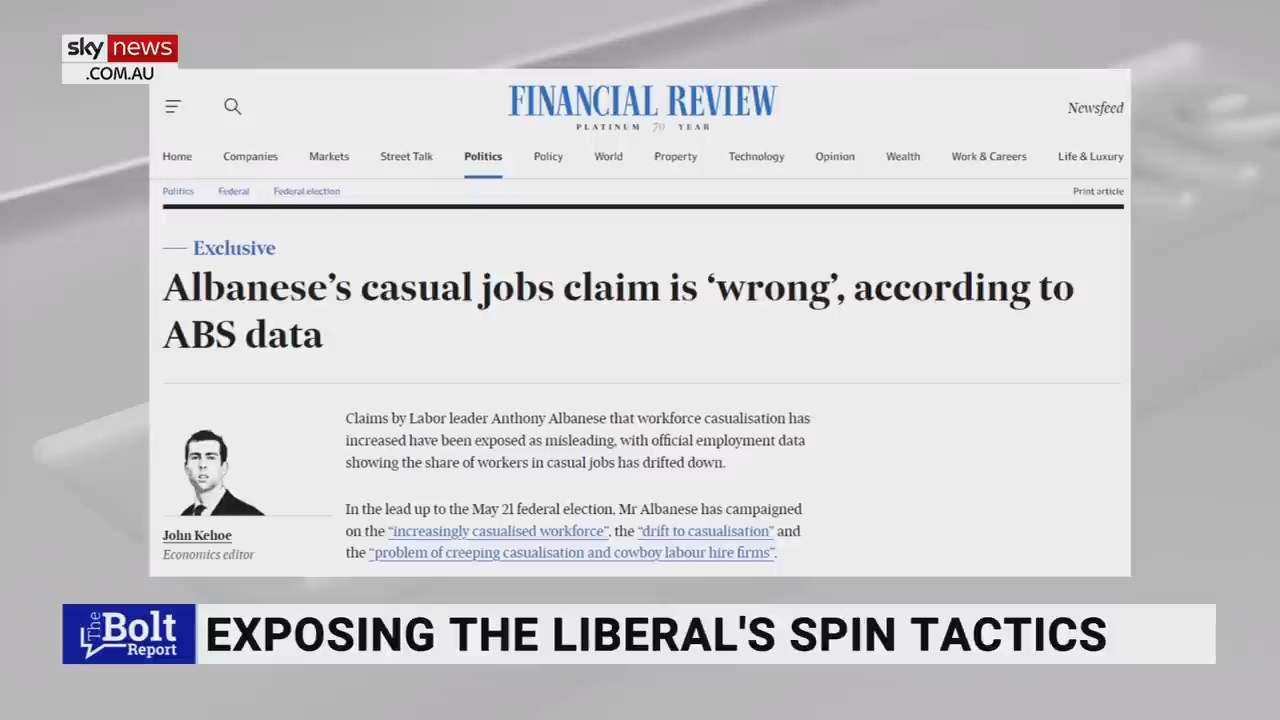 sky news
.COM.AU
FINANCIAL REVIEW
PLATINUM 70 YEAR
Newsfeed
Home Companies Markets Street Talk Politics Policy World Property Technology Opinion Wealth Work & Careers Life & Luxury
Politics Federal Federal election Print article
Exclusive
Albanese’s casual jobs claim is ‘wrong’, according to
ABS data
Claims by Labor leader Anthony Albanese that workforce casualisation has
increased have been exposed as misleading, with official employment data
showing the share of workers in casual jobs has drifted down.
In the lead up to the May 21 federal election, Mr Albanese has campaigned
on the “increasingly casualised workforce”, the “drift to casualisation” and
the “problem of creeping casualisation and cowboy labour hire firms”.
John Kehoe
Economics editor
The Bolt Report
EXPOSING THE LIBERAL'S SPIN TACTICS